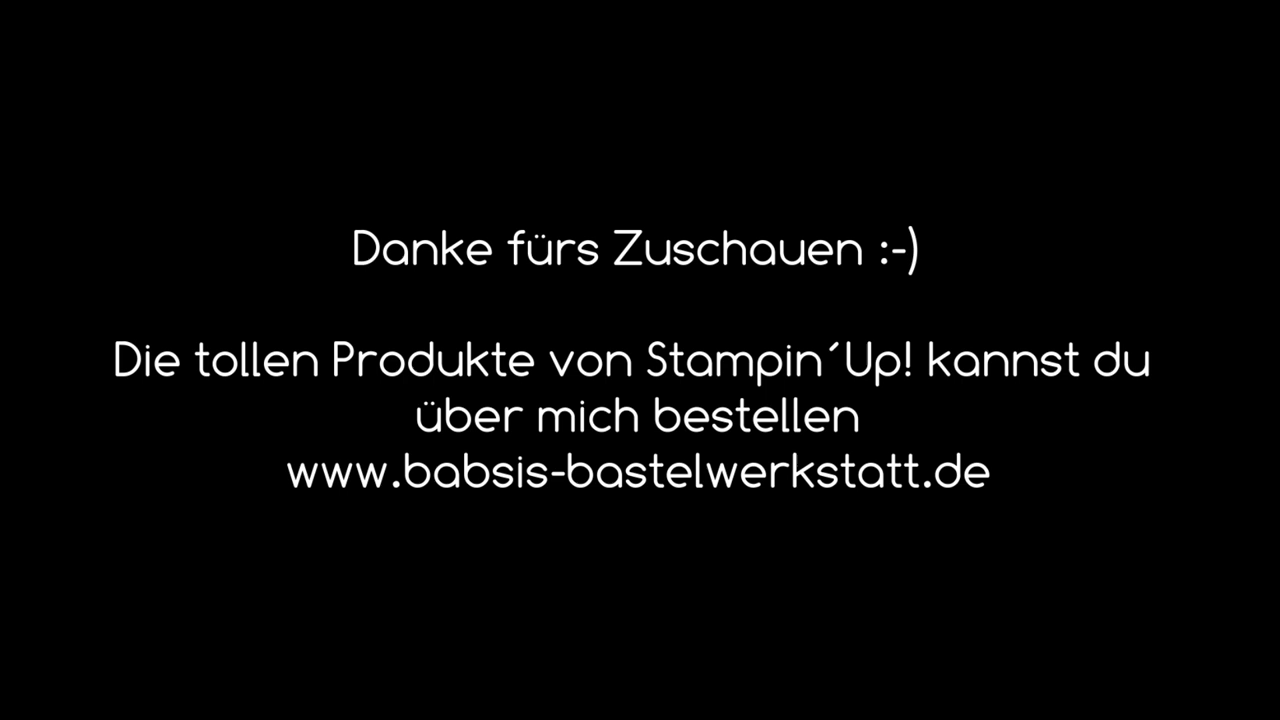 Danke fürs Zuschauen :-)
Die tollen Produkte von Stampin´Up! kannst du
über mich bestellen
www.babsis-bastelwerkstatt.de